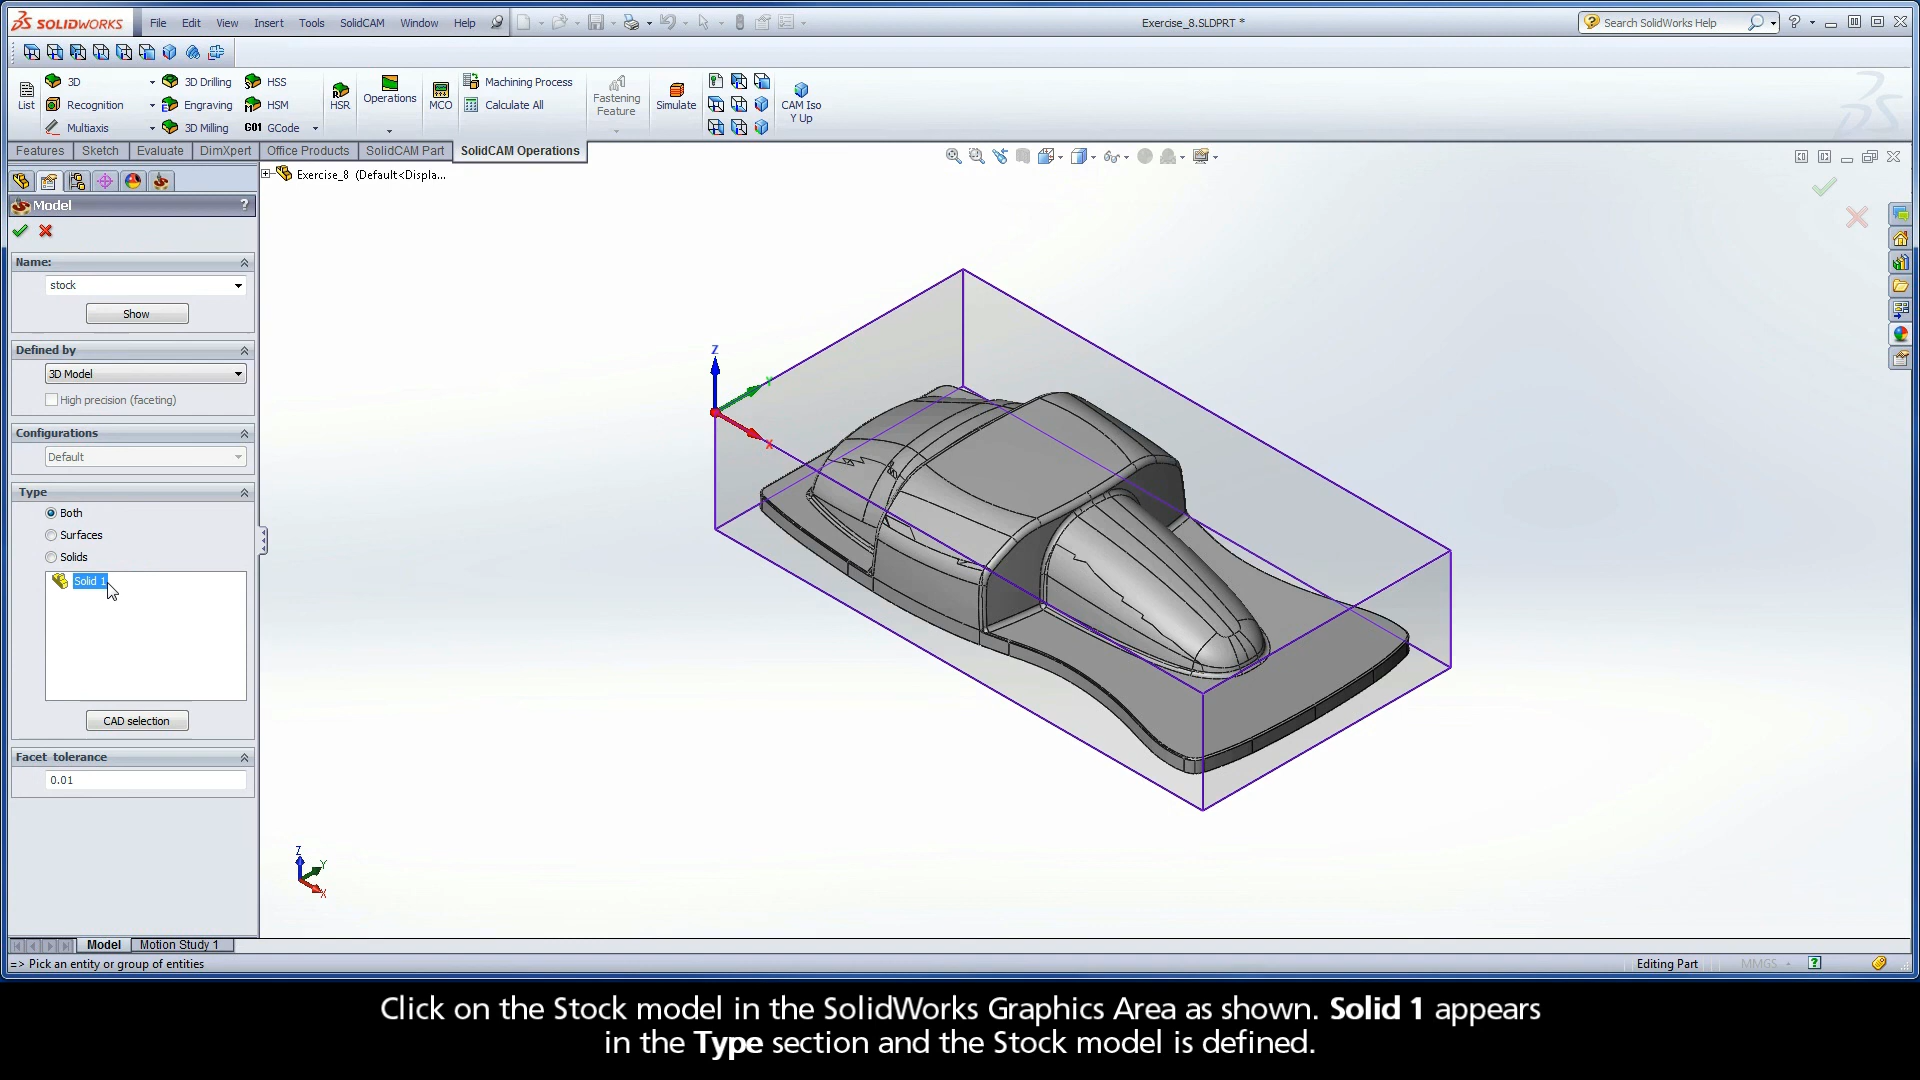 SOLIDWORKS
File Edit View Insert Tools SolidCAM Window Help
Exercise_8.SLDPRT *
Search SolidWorks Help
List
3D
Recognition
Multiaxis
3D Drilling
Engraving
3D Milling
HSS
HSM
G01 GCode
HSR
Operations
MCO
Machining Process
Calculate All
Fastening
Feature
Simulate
CAM Iso
Y Up
Features Sketch Evaluate DimXpert Office Products SolidCAM Part SolidCAM Operations
Exercise_8 (Default<Displa...
Model ?
Name:
stock
Show
Defined by
3D Model
High precision (faceting)
Configurations
Default
Type
Both
Surfaces
Solids
Solid 1
CAD selection
Facet tolerance
0.01
Z
Y
X
Z
Y
X
Model Motion Study 1
=> Pick an entity or group of entities
Editing Part MMGS
Click on the Stock model in the SolidWorks Graphics Area as shown. Solid 1 appears
in the Type section and the Stock model is defined.